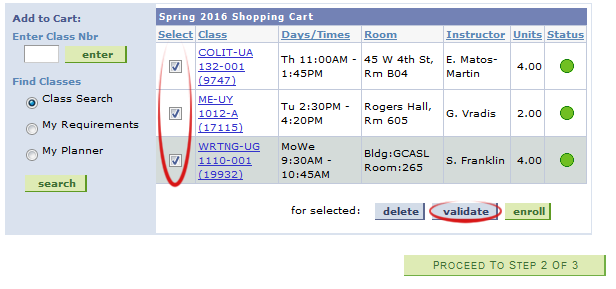 Add to Cart:
Enter Class Nbr
enter
Find Classes
Class Search
My Requirements
My Planner
search
Spring 2016 Shopping Cart
Select Class Days/Times Room Instructor Units Status
COLIT-UA
132-001
(9747)
Th 11:00AM -
1:45PM
45 W 4th St,
Rm B04
E. Matos-
Martin
4.00
ME-UY
1012-A
(17115)
Tu 2:30PM -
4:20PM
Rogers Hall,
Rm 605
G. Vradis
2.00
WRTNG-UG
1110-001
(19932)
MoWe
9:30AM -
10:45AM
Bldg:GCASL
Room:265
S. Franklin
4.00
for selected: delete validate enroll
PROCEED TO STEP 2 OF 3